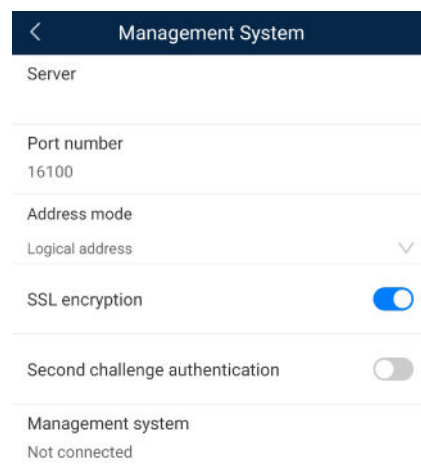 Management System
Server
Port number
16100
Address mode
Logical address
SSL encryption
Second challenge authentication
Management system
Not connected